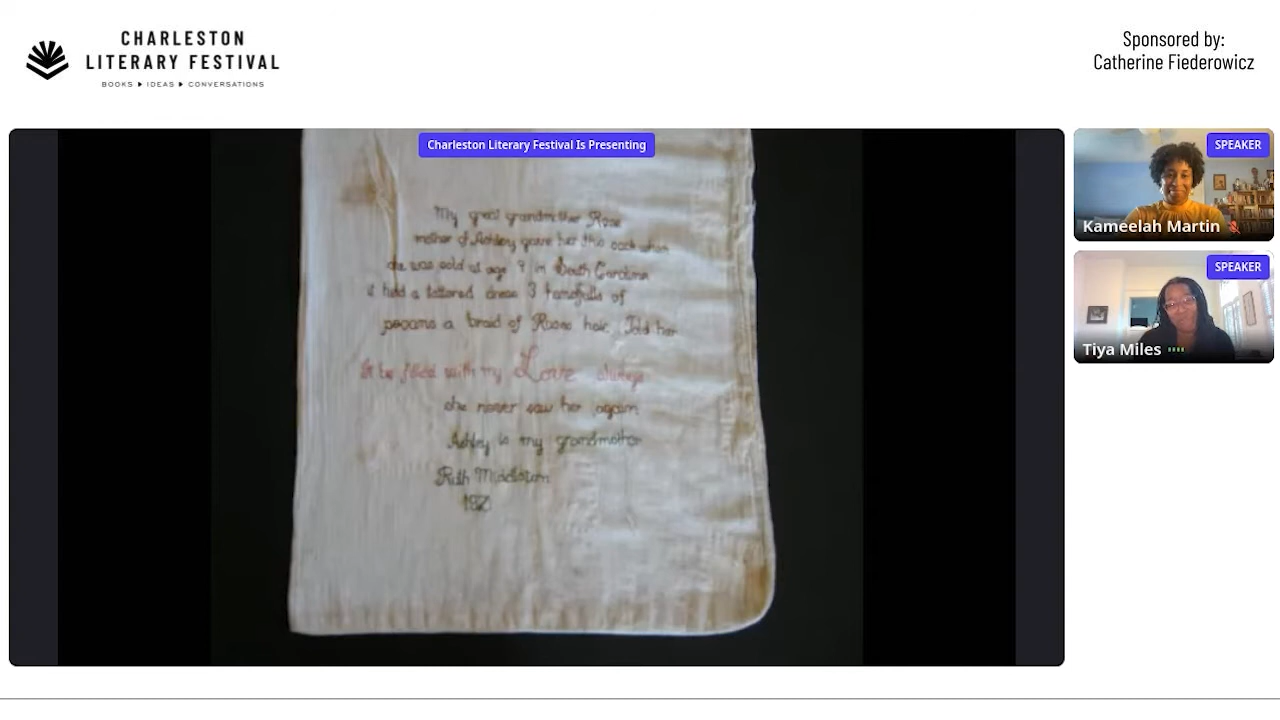 CHARLESTON
LITERARY FESTIVAL
BOOKS ▶ IDEAS ▶ CONVERSATIONS
Sponsored by:
Catherine Fiederowicz
Charleston Literary Festival Is Presenting
My great grandmother Rose
mother of Ashley gave her this sack when
she was sold at age 9 in South Carolina
it held a tattered dress 3 handfulls of
pecans a braid of Roses hair. Told her
It be filled with my Love always
she never saw her again
Ashley is my grandmother
Ruth Middleton
SPEAKER
Kameelah Martin
SPEAKER
Tiya Miles